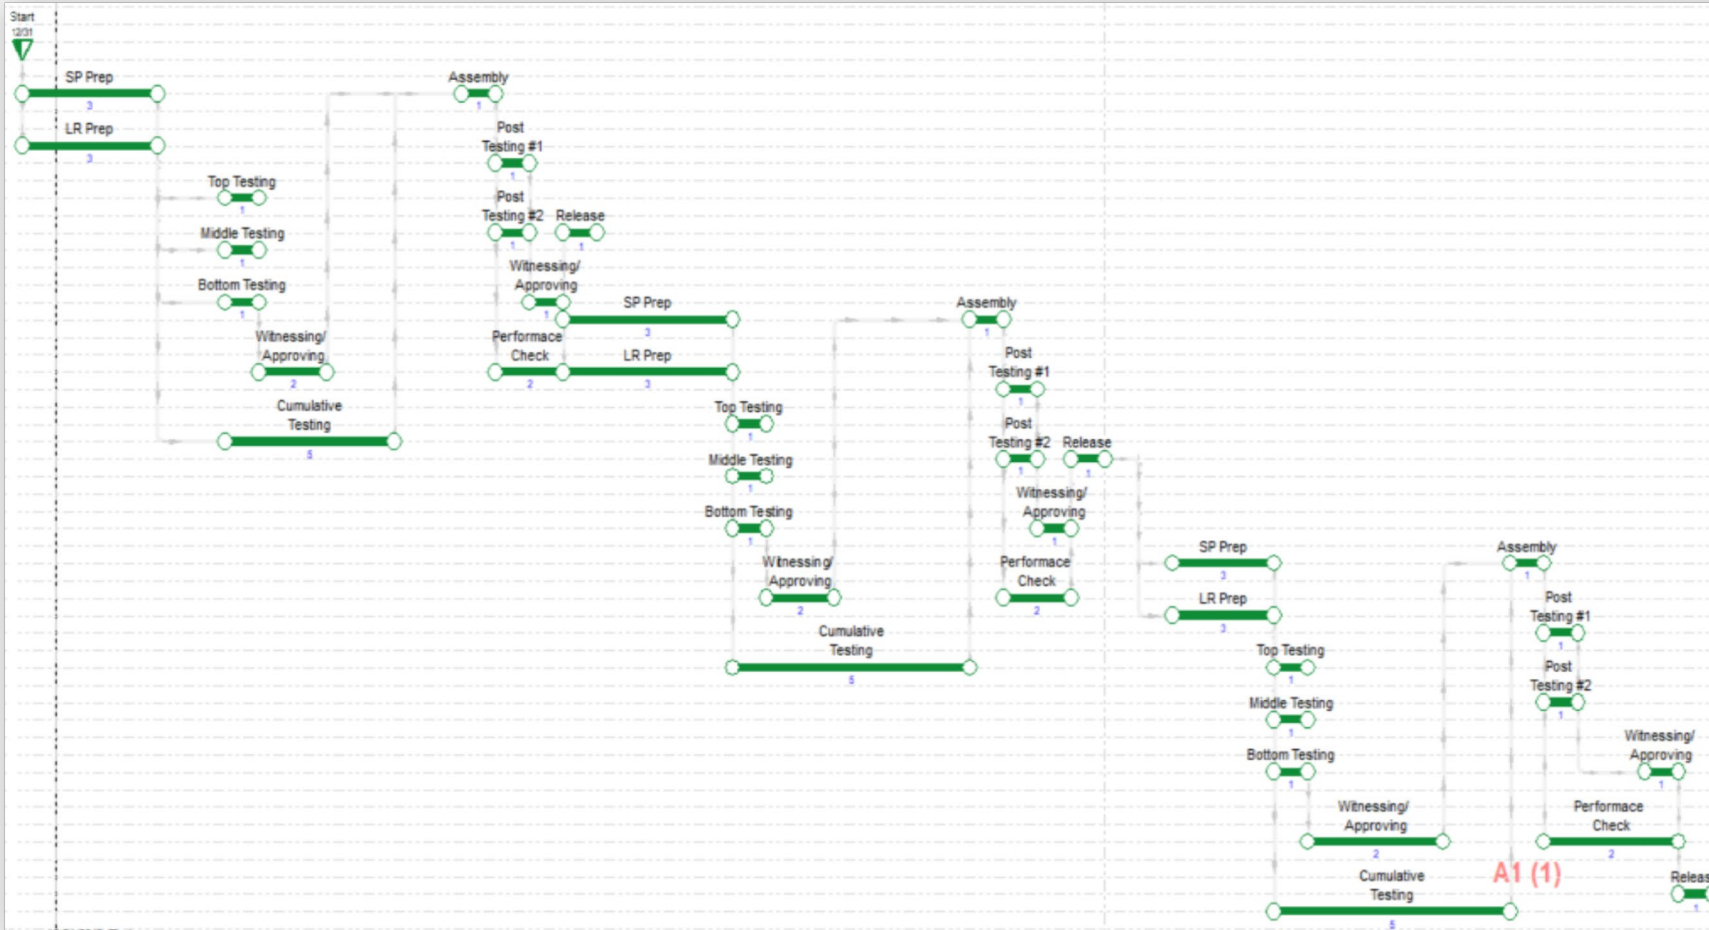 Start
12/31
SP Prep
3
LR Prep
3
Top Testing
1
Middle Testing
1
Bottom Testing
1
Witnessing/
Approving
2
Cumulative
Testing
5
Assembly
1
Post
Testing #1
1
Post
Testing #2
1
Release
1
Witnessing/
Approving
1
Performace
Check
2
SP Prep
3
LR Prep
3
Top Testing
1
Middle Testing
1
Bottom Testing
1
Witnessing/
Approving
2
Cumulative
Testing
5
Assembly
1
Post
Testing #1
1
Post
Testing #2
1
Release
1
Witnessing/
Approving
1
Performace
Check
2
SP Prep
3
LR Prep
3
Top Testing
1
Middle Testing
1
Bottom Testing
1
Witnessing/
Approving
2
Cumulative
Testing
5
Assembly
1
Post
Testing #1
1
Post
Testing #2
1
Witnessing/
Approving
1
Performace
Check
2
A1 (1)
Releas
1